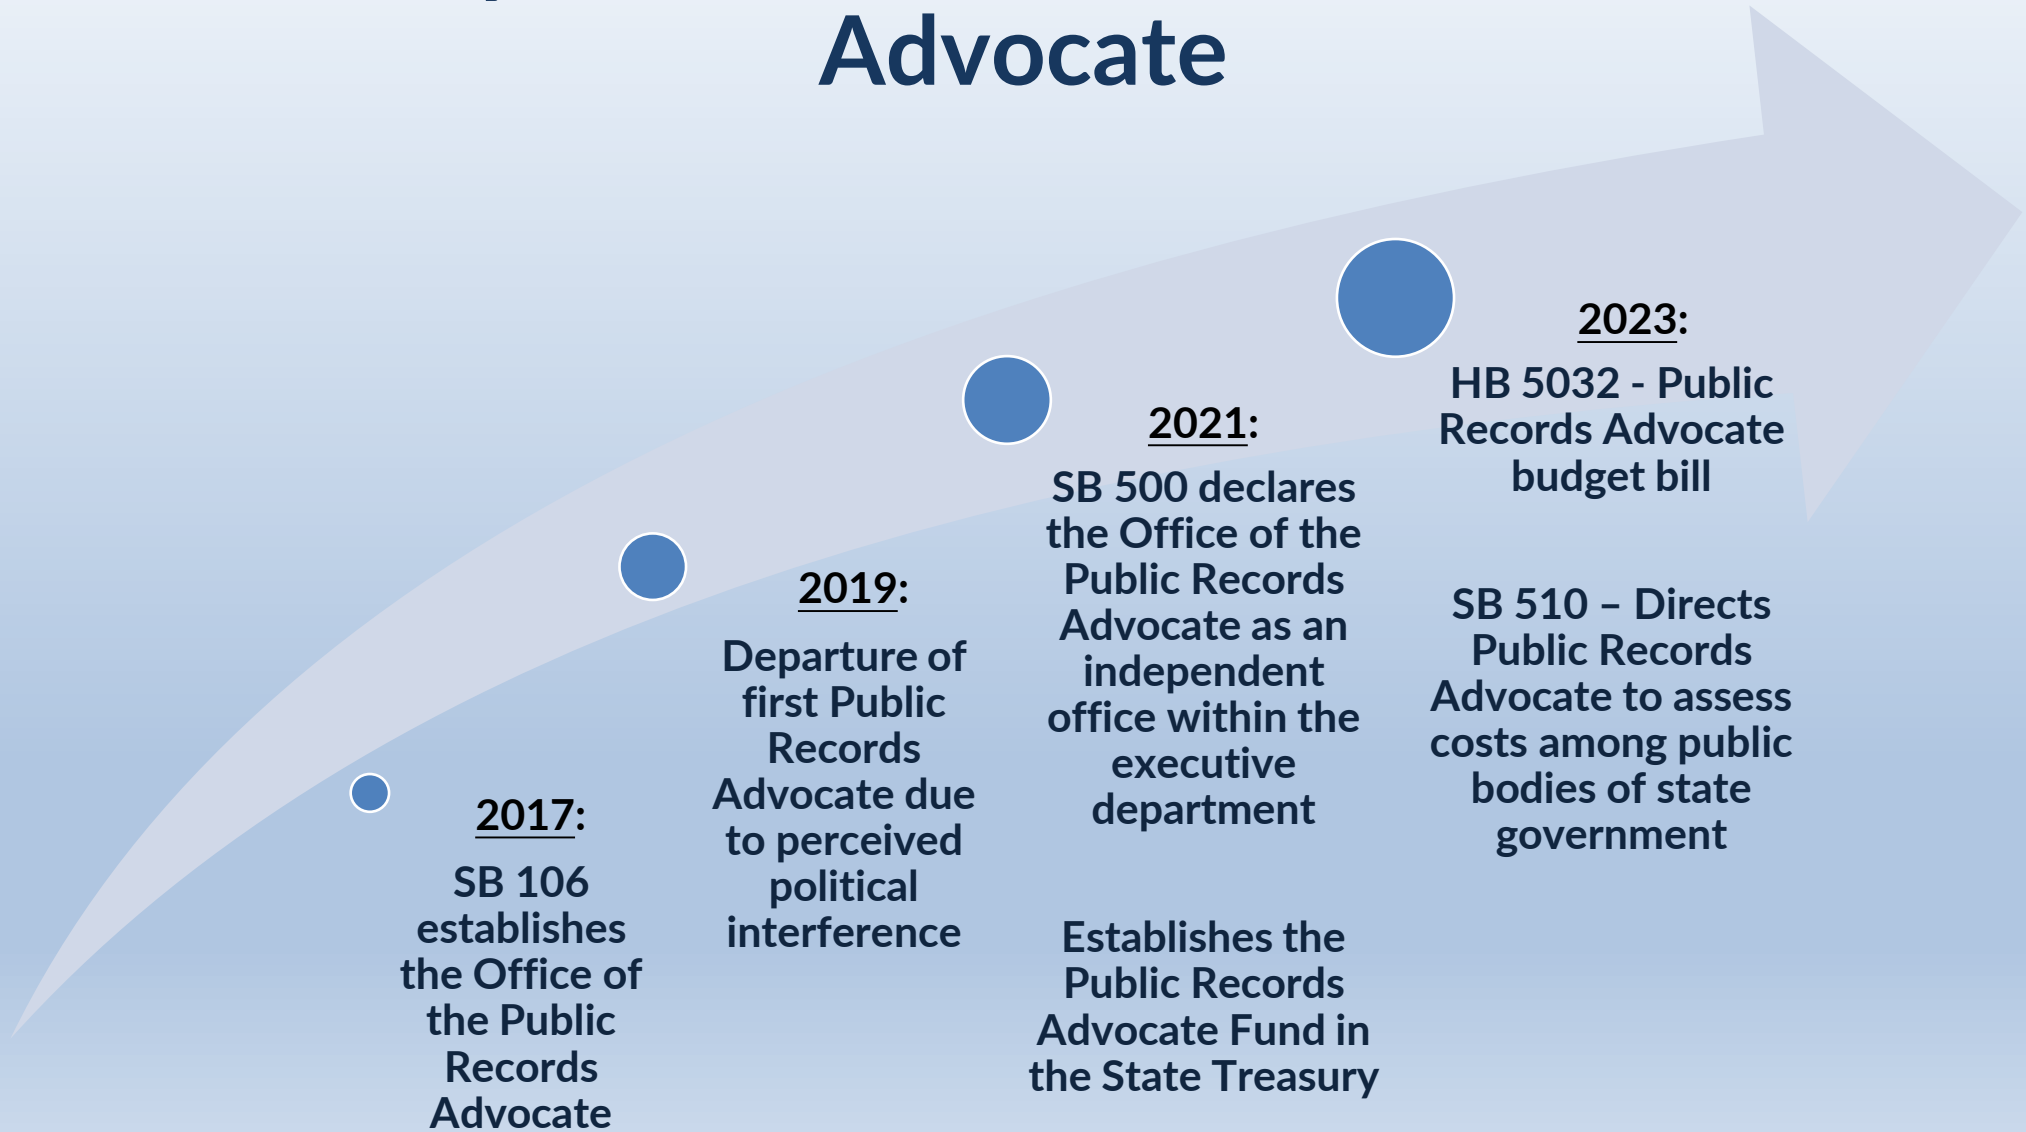 Advocate
2017:
SB 106
establishes
the Office of
the Public
Records
Advocate
2019:
Departure of
first Public
Records
Advocate due
to perceived
political
interference
2021:
SB 500 declares
the Office of the
Public Records
Advocate as an
independent
office within the
executive
department
Establishes the
Public Records
Advocate Fund in
the State Treasury
2023:
HB 5032 - Public
Records Advocate
budget bill
SB 510 – Directs
Public Records
Advocate to assess
costs among public
bodies of state
government